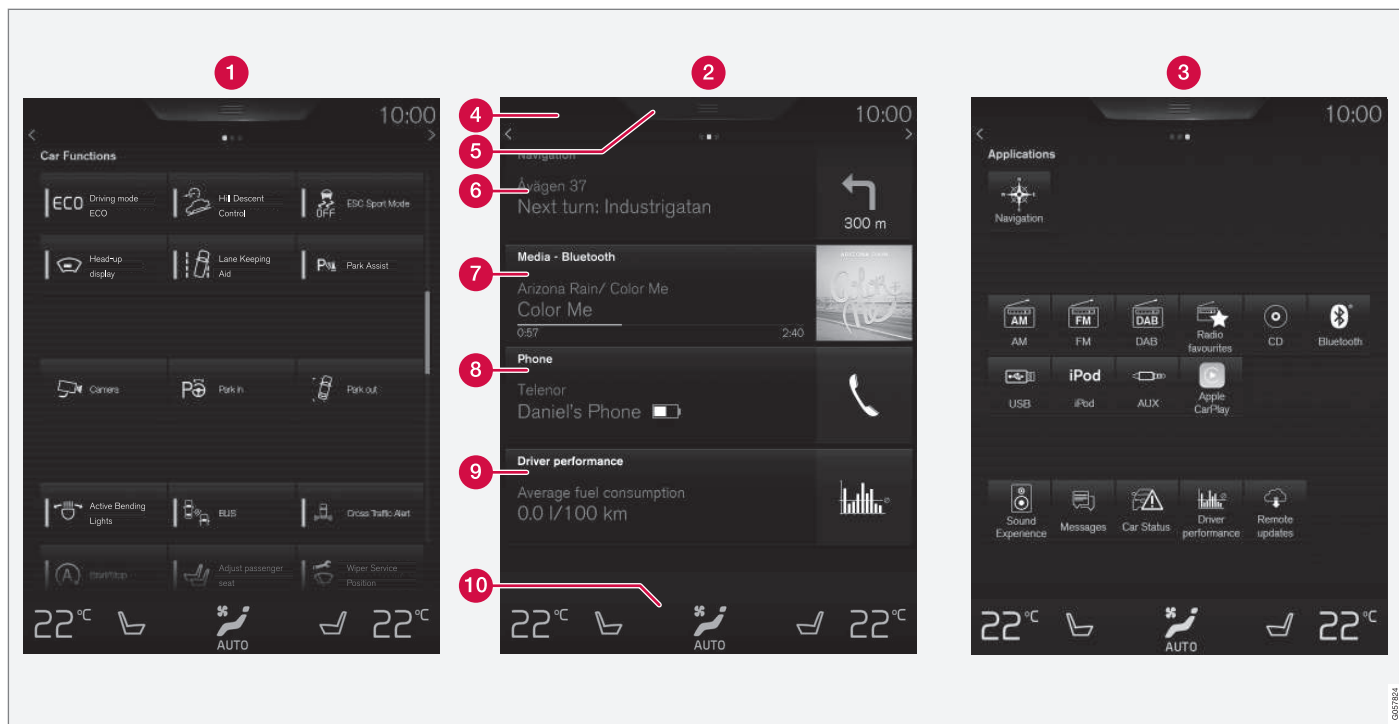 1
2
3
10:00
Car Functions
ECO
Driving mode
ECO
Hill Descent
Control
OFF
ESC Sport Mode
Head-up
display
Lane Keeping
Aid
Park Assist
Camera
Park in
Park out
Active Bending
Lights
BLIS
Cross Traffic Alert
Start/Stop
Adjust passenger
seat
Wiper Service
Position
22°C
AUTO
22°C
4
5
6
7
8
9
10
10:00
Navigation
Åvägen 37
Next turn: Industrigatan
300 m
Media - Bluetooth
Arizona Rain/ Color Me
Color Me
0:57
2:40
ARIZONA RAIN
Color Me
Phone
Telenor
Daniel's Phone
Driver performance
Average fuel consumption
0.0 l/100 km
22°C
AUTO
22°C
10:00
Applications
Navigation
AM
FM
DAB
AM
FM
DAB
Radio
favourites
CD
Bluetooth
iPod
USB
iPod
AUX
Apple
CarPlay
Sound
Experience
Messages
Car Status
Driver
performance
Remote
updates
22°C
AUTO
22°C
G057824